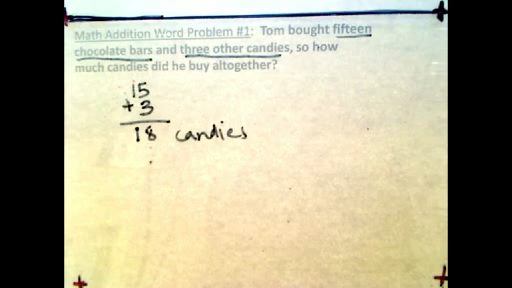 Math Addition Word Problem #1: Tom bought fifteen
chocolate bars and three other candies, so how
much candies did he buy altogether?
15
+ 3
18 candies